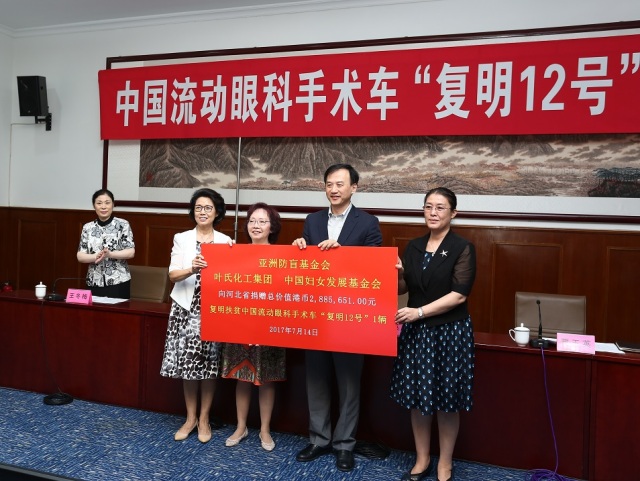 中国流动眼科手术车“复明12号”
亚洲防盲基金会
叶氏化工集团 中国妇女发展基金会
向河北省捐赠总价值港币2,885,651.00元
复明扶贫中国流动眼科手术车“复明12号”1辆
2017年7月14日